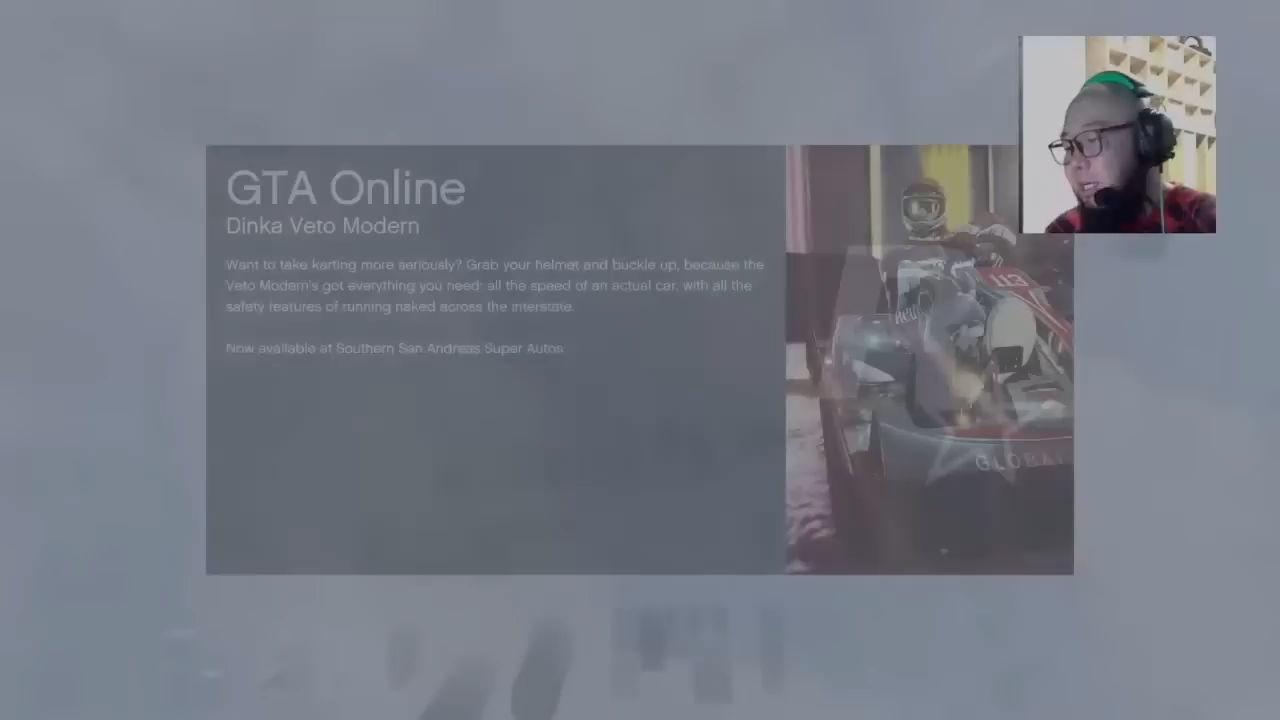 GTA Online
Dinka Veto Modern
Want to take karting more seriously? Grab your helmet and buckle up, because the
Veto Modern's got everything you need: all the speed of an actual car, with all the
safety features of running naked across the interstate.
Now available at Southern San Andreas Super Autos.
113
GLOBAL